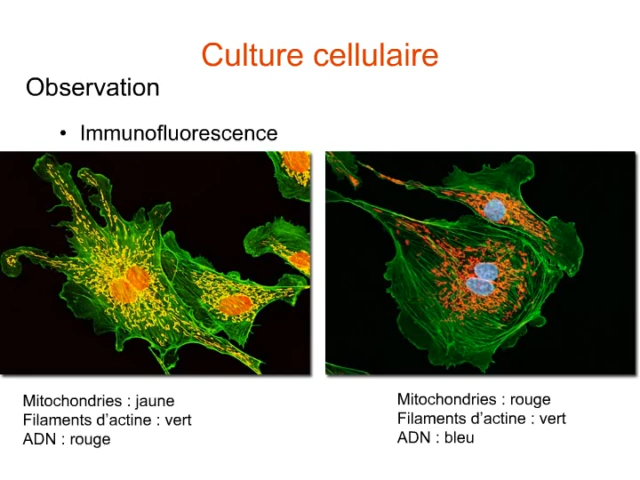 Culture cellulaire
Observation
• Immunofluorescence
Mitochondries : jaune
Filaments d’actine : vert
ADN : rouge
Mitochondries : rouge
Filaments d’actine : vert
ADN : bleu